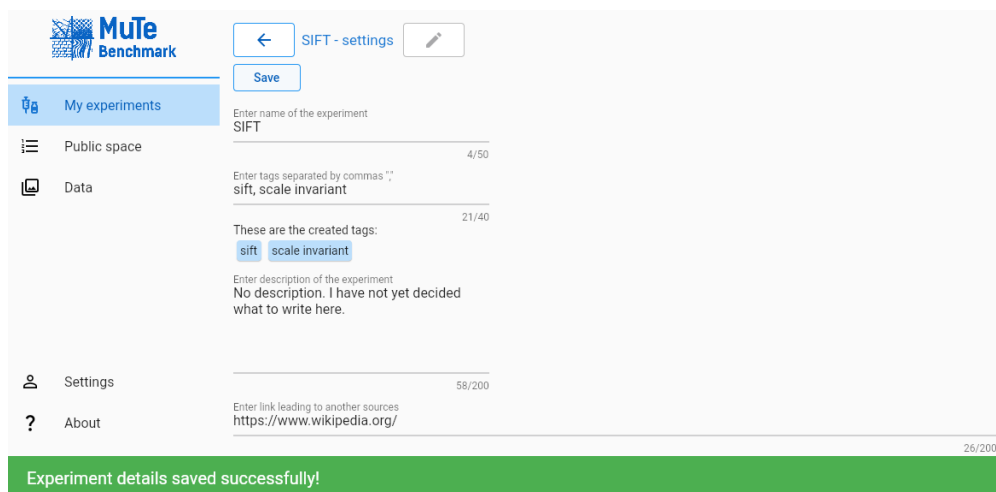 MuTe
Benchmark
SIFT - settings
Save
My experiments
Public space
Data
Settings
About
Enter name of the experiment
SIFT
4/50
Enter tags separated by commas ","
sift, scale invariant
21/40
These are the created tags:
sift scale invariant
Enter description of the experiment
No description. I have not yet decided
what to write here.
58/200
Enter link leading to another sources
https://www.wikipedia.org/
26/200
Experiment details saved successfully!